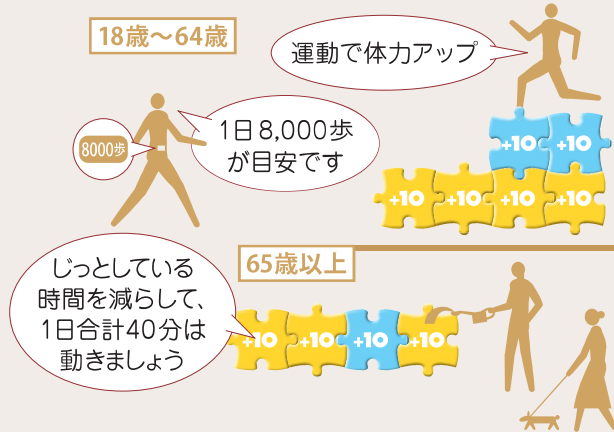 18歳～64歳
運動で体力アップ
8000歩
1日8,000歩
が目安です
+10 +10
+10 +10 +10 +10
65歳以上
じっとしている
時間を減らして、
1日合計40分は
動きましょう
+10 +10 +10 +10